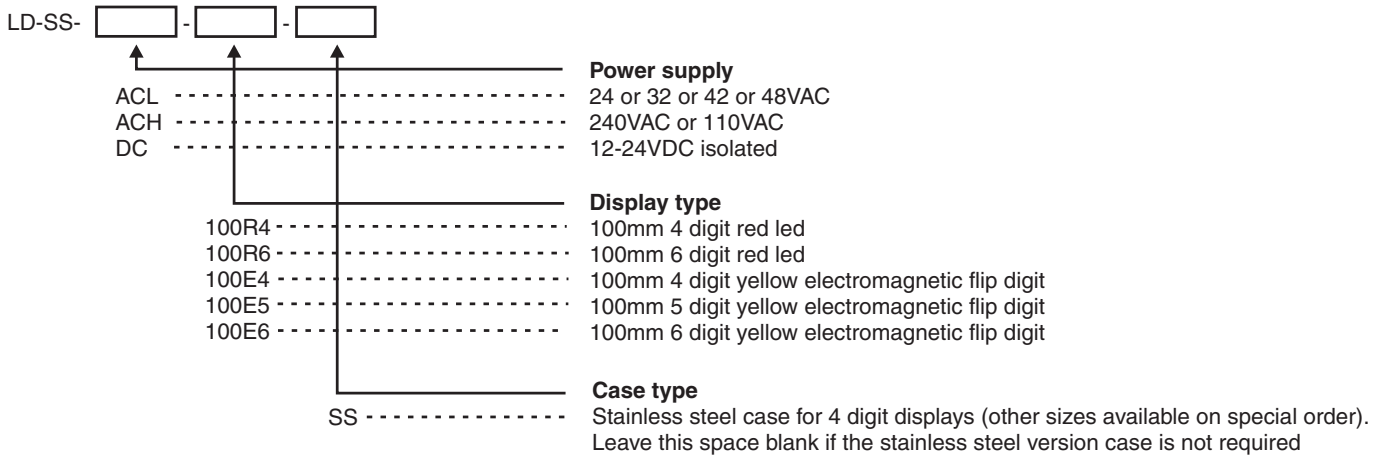 LD-SS- - -
Power supply
ACL 24 or 32 or 42 or 48VAC
ACH 240VAC or 110VAC
DC 12-24VDC isolated
Display type
100R4 100mm 4 digit red led
100R6 100mm 6 digit red led
100E4 100mm 4 digit yellow electromagnetic flip digit
100E5 100mm 5 digit yellow electromagnetic flip digit
100E6 100mm 6 digit yellow electromagnetic flip digit
Case type
SS Stainless steel case for 4 digit displays (other sizes available on special order).
Leave this space blank if the stainless steel version case is not required